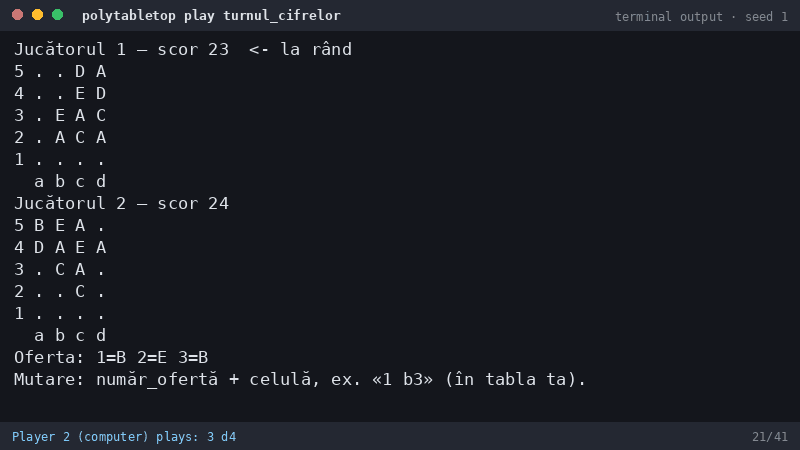 polytabletop play turnul_cifrelor
terminal output · seed 1
Jucătorul 1 — scor 23  <- la rând
5 . . D A
4 . . E D
3 . E A C
2 . A C A
1 . . . .
  a b c d
Jucătorul 2 — scor 24
5 B E A .
4 D A E A
3 . C A .
2 . . C .
1 . . . .
  a b c d
Oferta: 1=B 2=E 3=B
Mutare: număr_ofertă + celulă, ex. «1 b3» (în tabla ta).
Player 2 (computer) plays: 3 d4
21/41